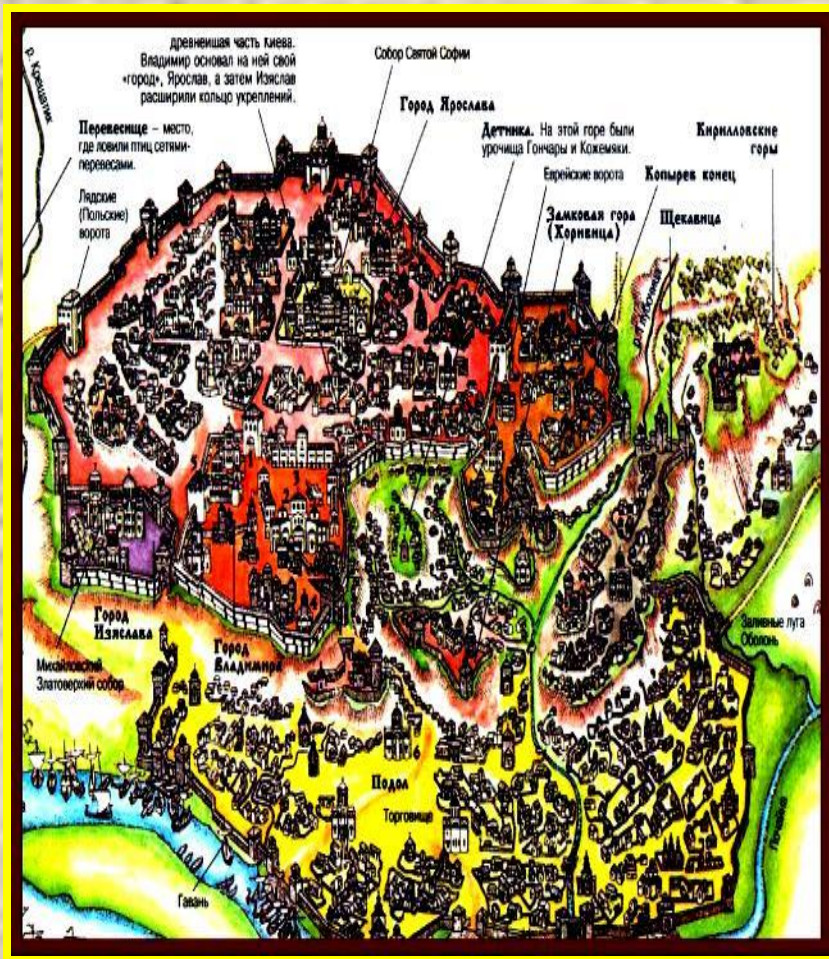 древнейшая часть Киева.
Владимир основал на ней свой
«город», Ярослав, а затем Изяслав
расширили кольцо укреплений.
Собор Святой Софии
р. Крещатик
Город Ярослава
Перевесище – место,
где ловили птиц сетями-
перевесами.
Детинка. На этой горе были
урочища Гончары и Кожемяки.
Кирилловские
горы
Еврейские ворота
Копырев конец
Лядские
(Польские)
ворота
Замковая гора
(Хоривица)
Щекавица
Город
Изяслава
Заливные луга
Оболонь
Город
Владимира
Михайловский
Златоверхий собор
Подол
Торговище
Гавань